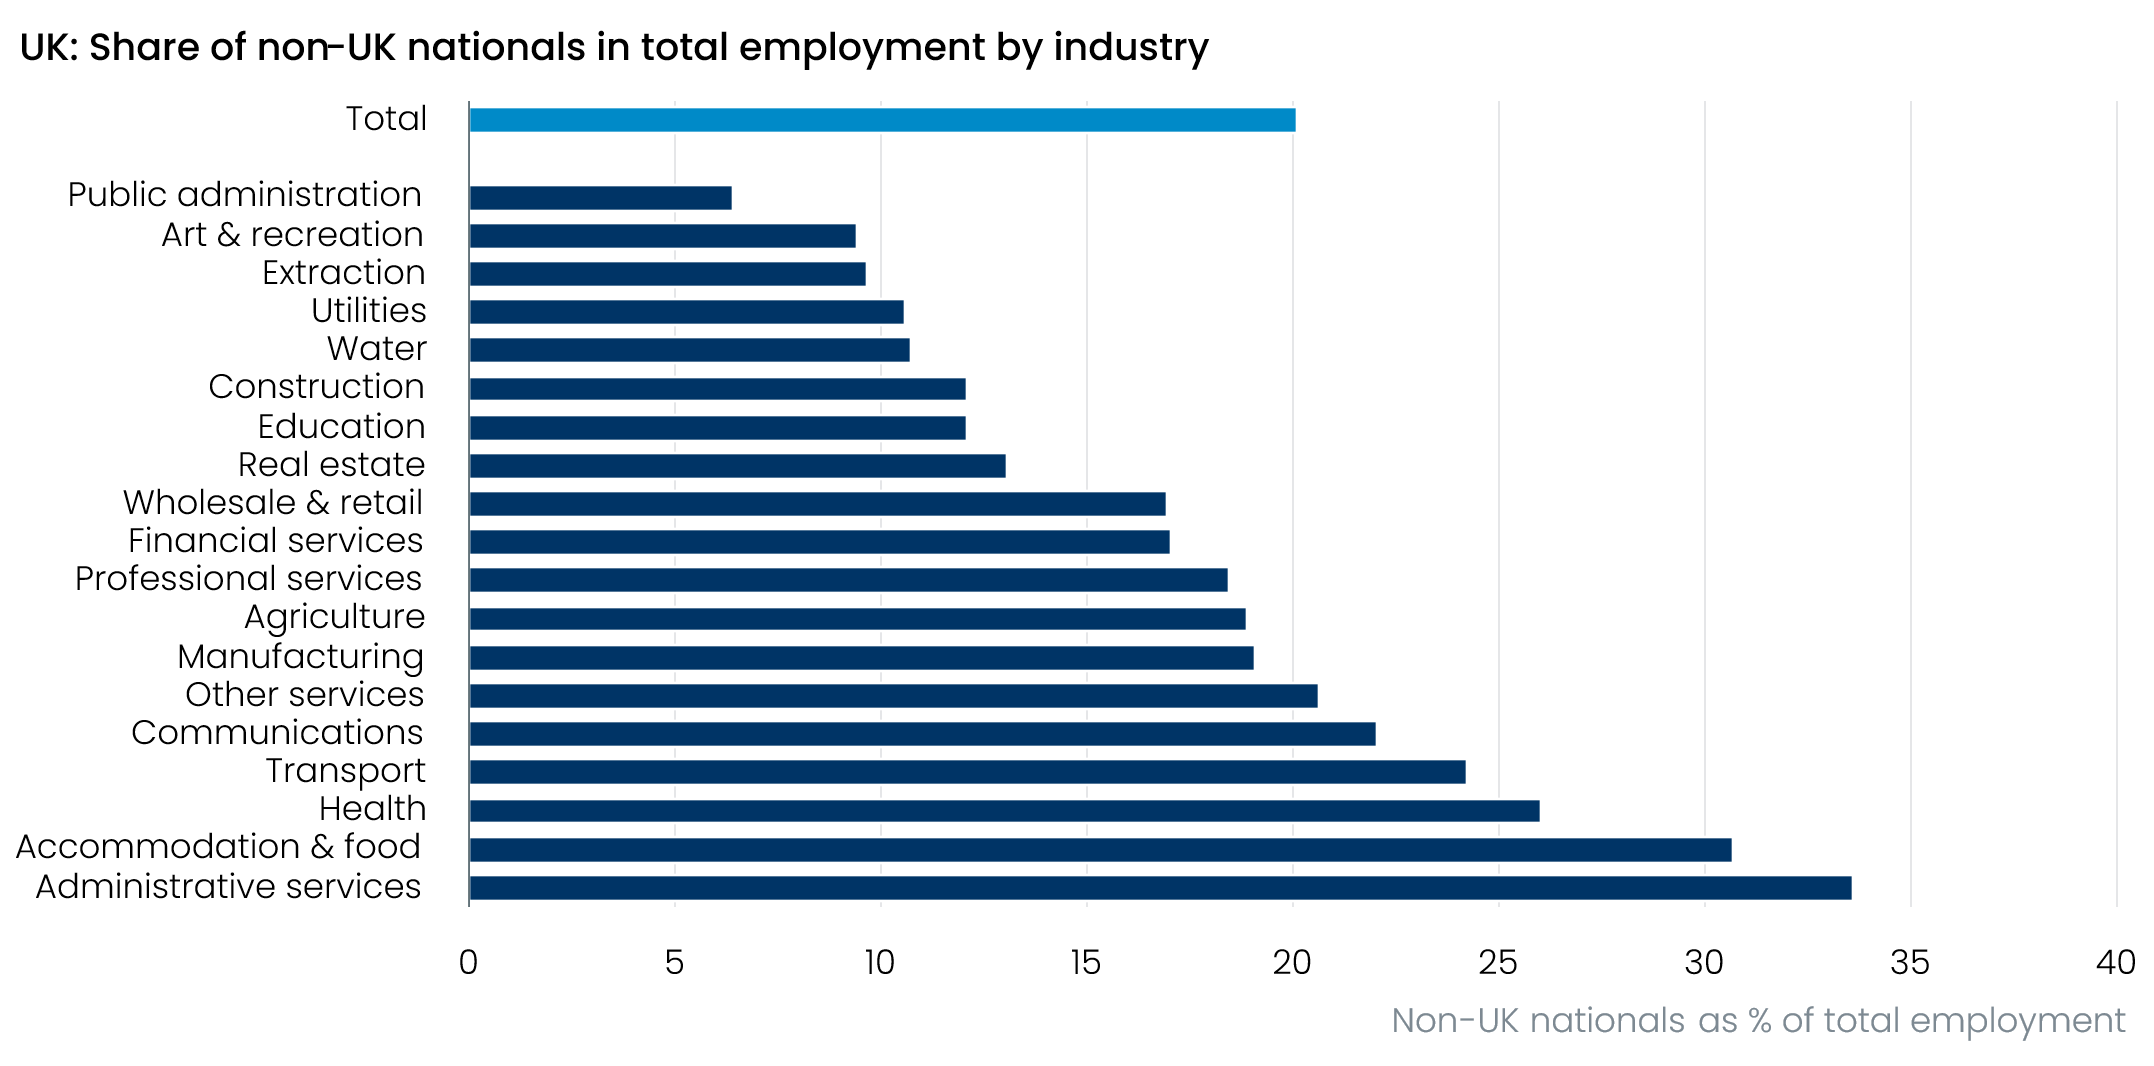 UK: Share of non-UK nationals in total employment by industry
Total
Public administration
Art & recreation
Extraction
Utilities
Water
Construction
Education
Real estate
Wholesale & retail
Financial services
Professional services
Agriculture
Manufacturing
Other services
Communications
Transport
Health
Accommodation & food
Administrative services
0 5 10 15 20 25 30 35 40
Non-UK nationals as % of total employment